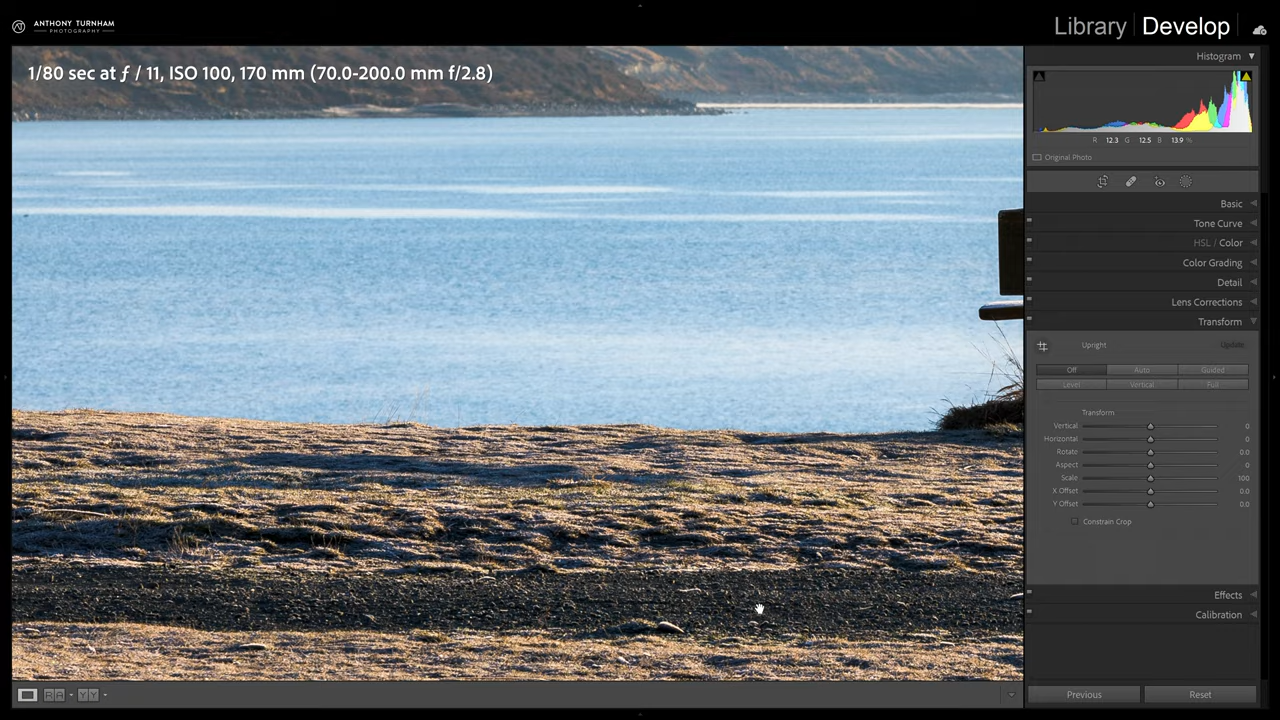 ANTHONY TURNHAM
PHOTOGRAPHY
Library | Develop |
1/80 sec at ƒ / 11, ISO 100, 170 mm (70.0-200.0 mm f/2.8)
Histogram
R 12.3 G 12.5 B 13.9 %
Original Photo
Basic
Tone Curve
HSL / Color
Color Grading
Detail
Lens Corrections
Transform
Upright Update
Off Auto Guided
Level Vertical Full
Transform
Vertical 0
Horizontal 0
Rotate 0.0
Aspect 0
Scale 100
X Offset 0.0
Y Offset 0.0
Constrain Crop
Effects
Calibration
R A Y Y
Previous Reset